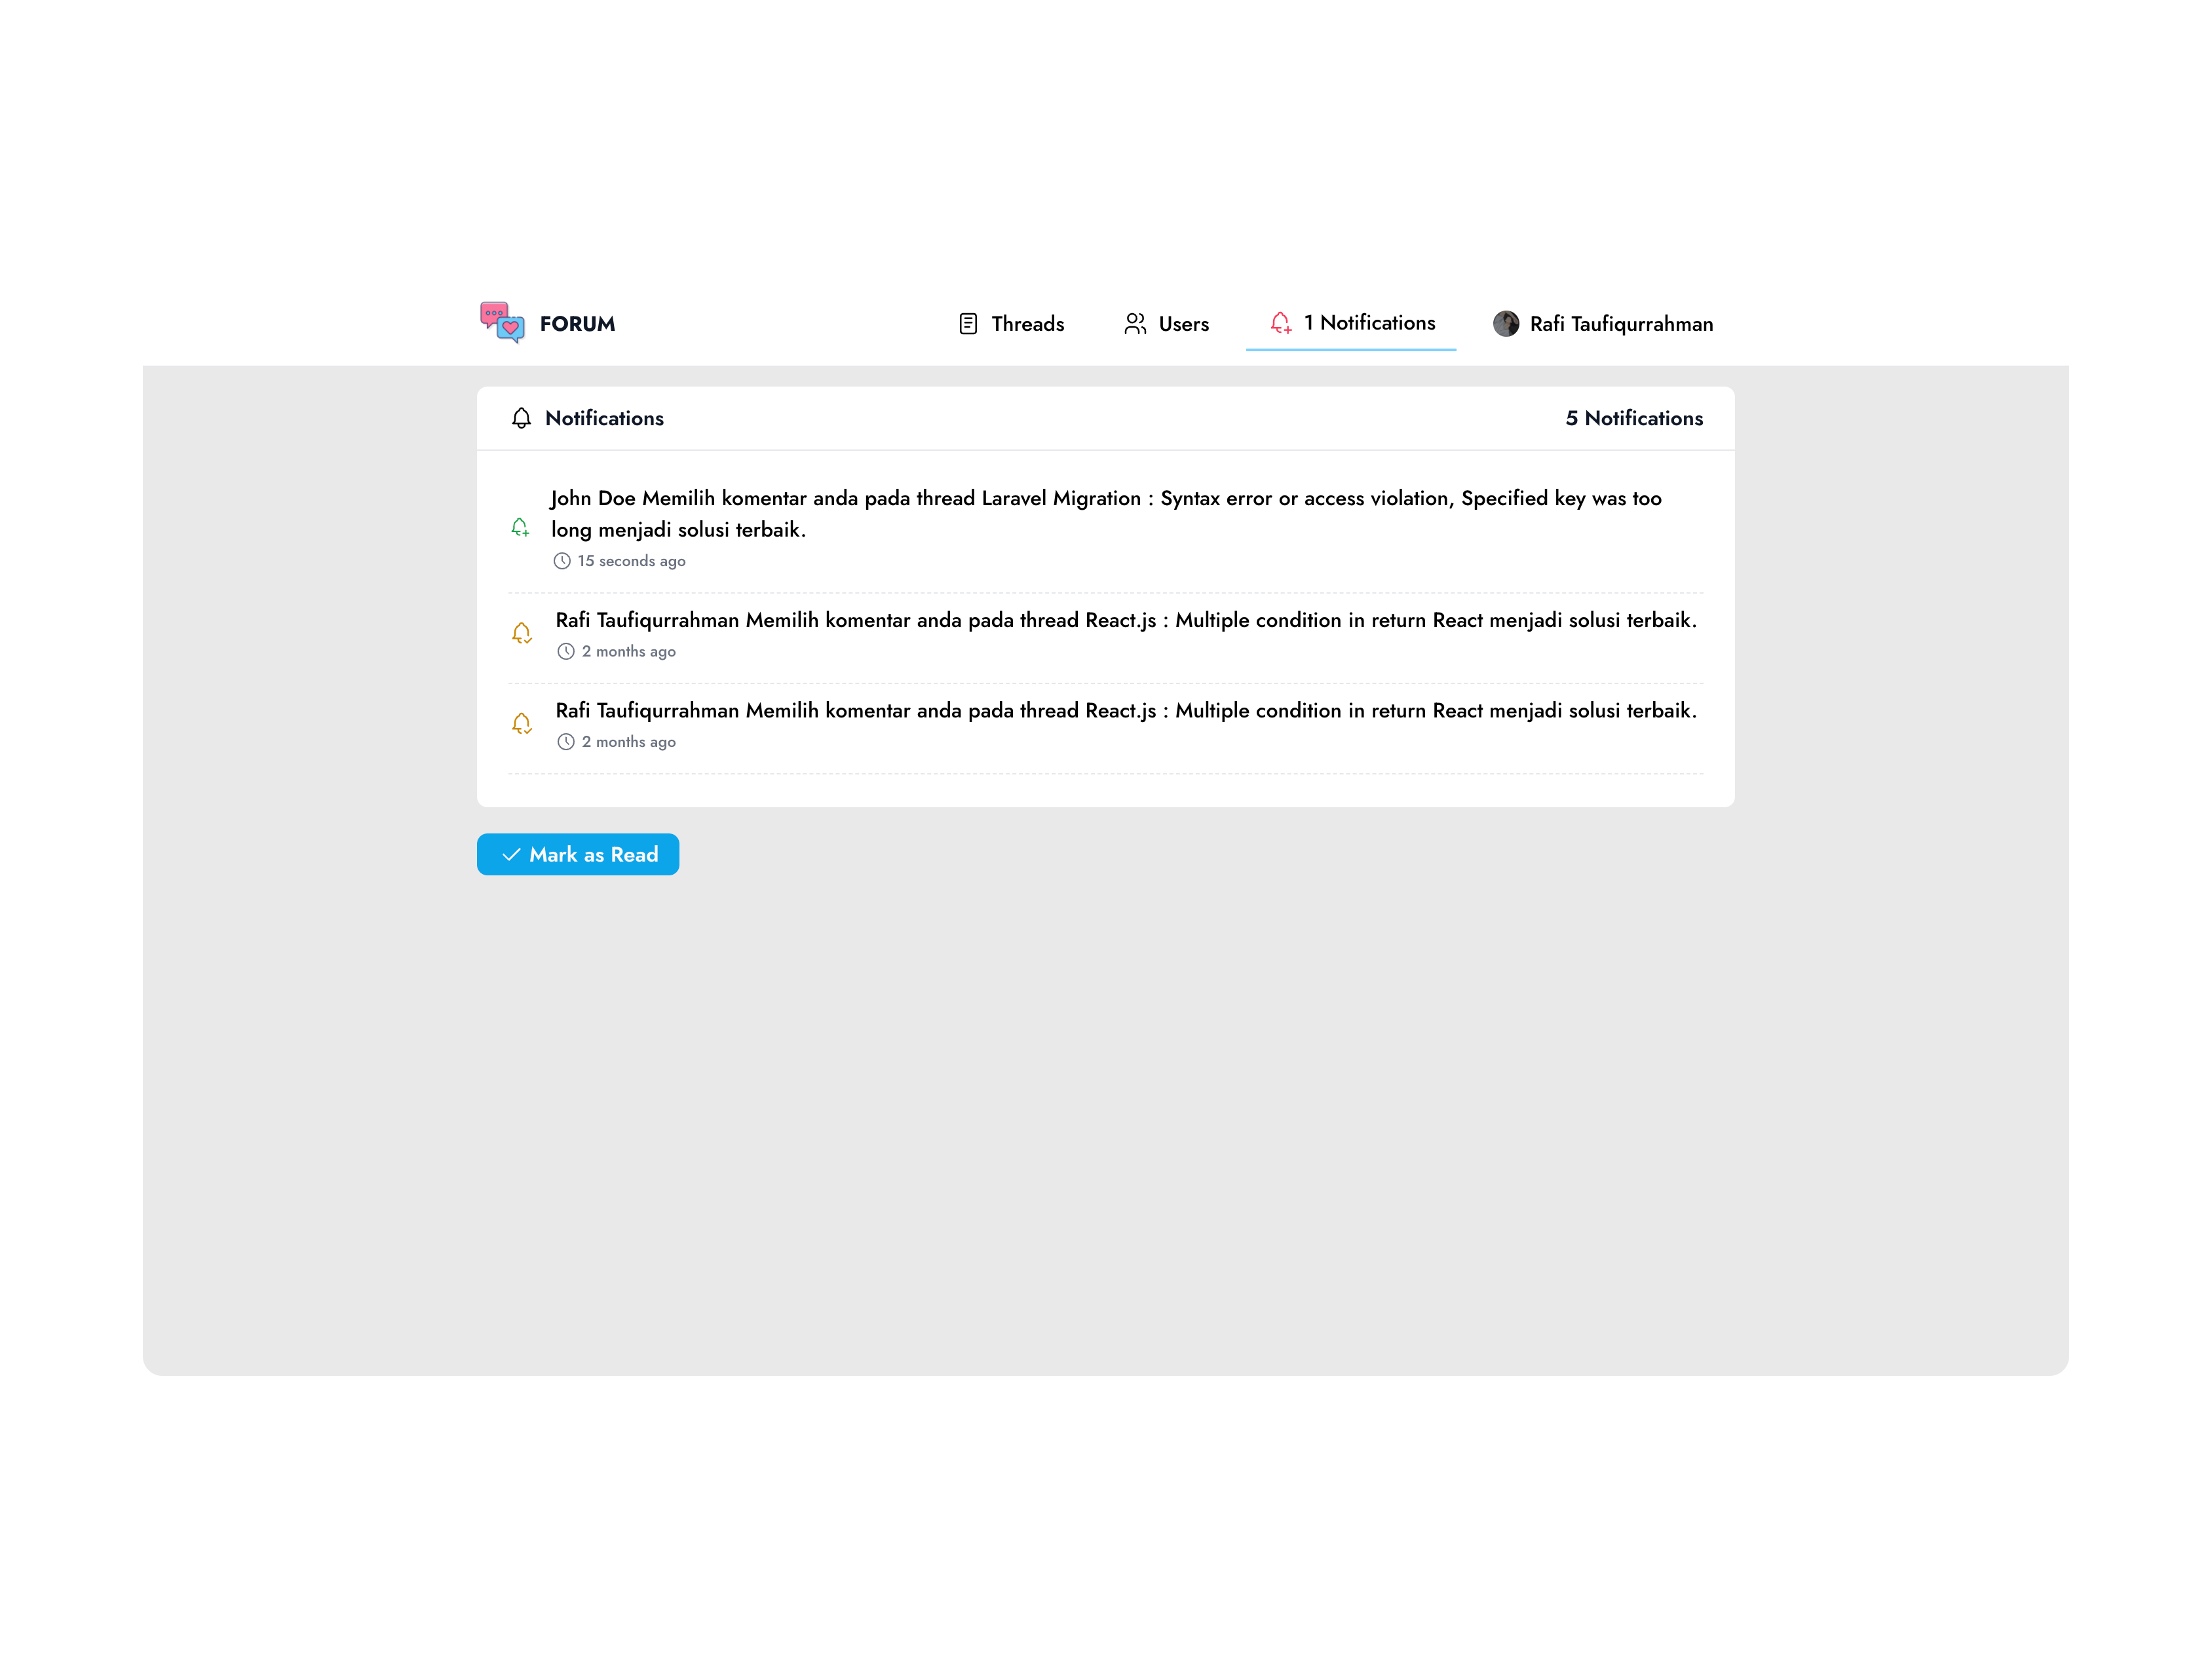 FORUM
Threads
Users
1 Notifications
Rafi Taufiqurrahman
Notifications
5 Notifications
John Doe Memilih komentar anda pada thread Laravel Migration : Syntax error or access violation, Specified key was too
long menjadi solusi terbaik.
15 seconds ago
Rafi Taufiqurrahman Memilih komentar anda pada thread React.js : Multiple condition in return React menjadi solusi terbaik.
2 months ago
Rafi Taufiqurrahman Memilih komentar anda pada thread React.js : Multiple condition in return React menjadi solusi terbaik.
2 months ago
Mark as Read